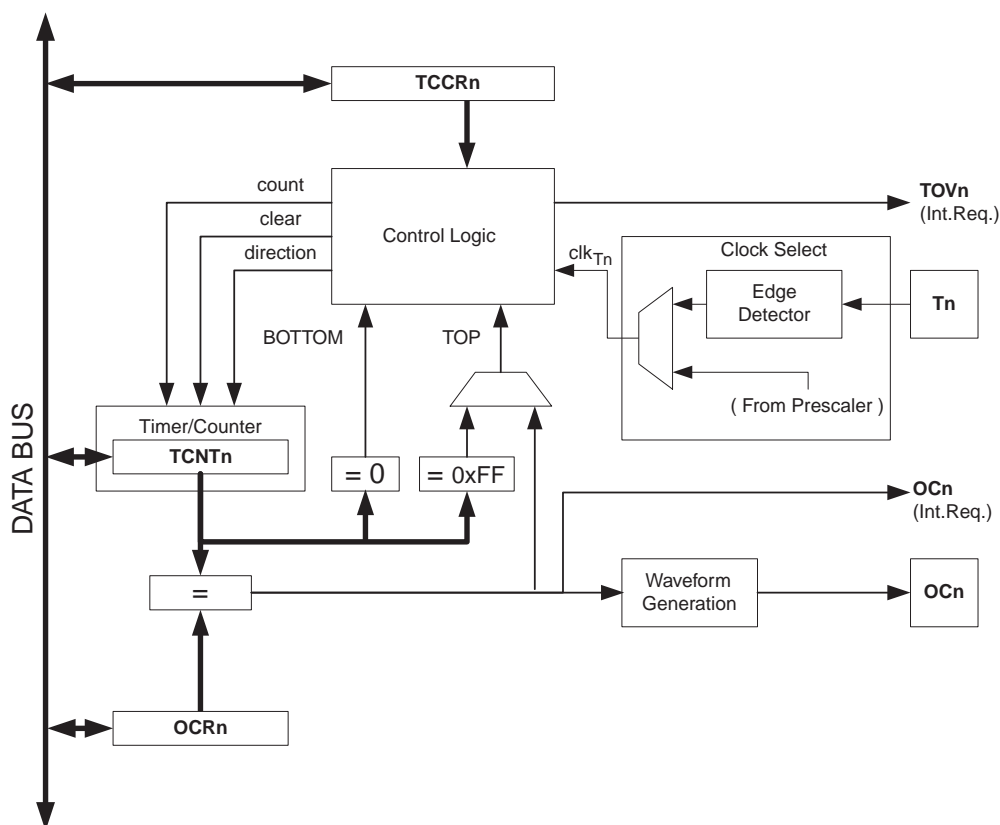 TCCRn
count
clear
direction
Control Logic
TOVn
(Int.Req.)
clkTn
Clock Select
Edge
Detector
Tn
( From Prescaler )
BOTTOM
TOP
Timer/Counter
TCNTn
= 0
= 0xFF
OCn
(Int.Req.)
=
Waveform
Generation
OCn
OCRn
DATA BUS